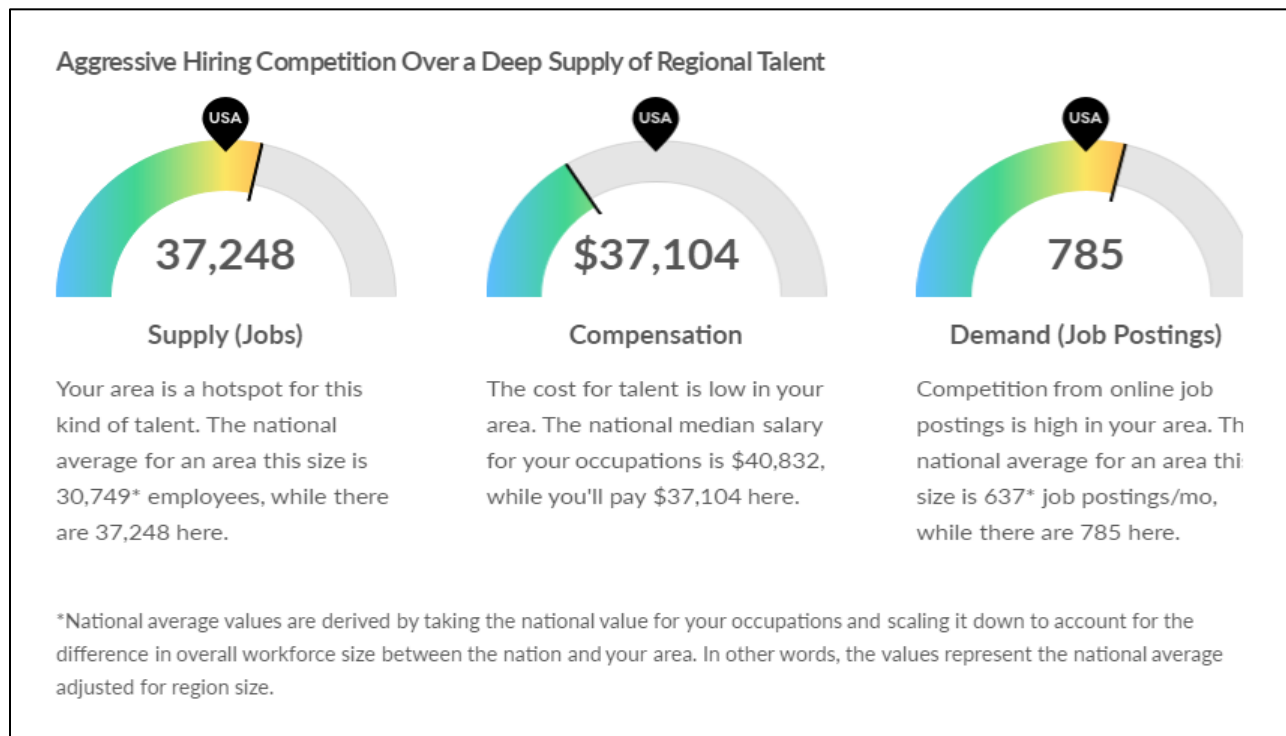 Aggressive Hiring Competition Over a Deep Supply of Regional Talent
USA
37,248
Supply (Jobs)
Your area is a hotspot for this
kind of talent. The national
average for an area this size is
30,749* employees, while there
are 37,248 here.
USA
$37,104
Compensation
The cost for talent is low in your
area. The national median salary
for your occupations is $40,832,
while you'll pay $37,104 here.
USA
785
Demand (Job Postings)
Competition from online job
postings is high in your area. Th
national average for an area thi
size is 637* job postings/mo,
while there are 785 here.
*National average values are derived by taking the national value for your occupations and scaling it down to account for the
difference in overall workforce size between the nation and your area. In other words, the values represent the national average
adjusted for region size.